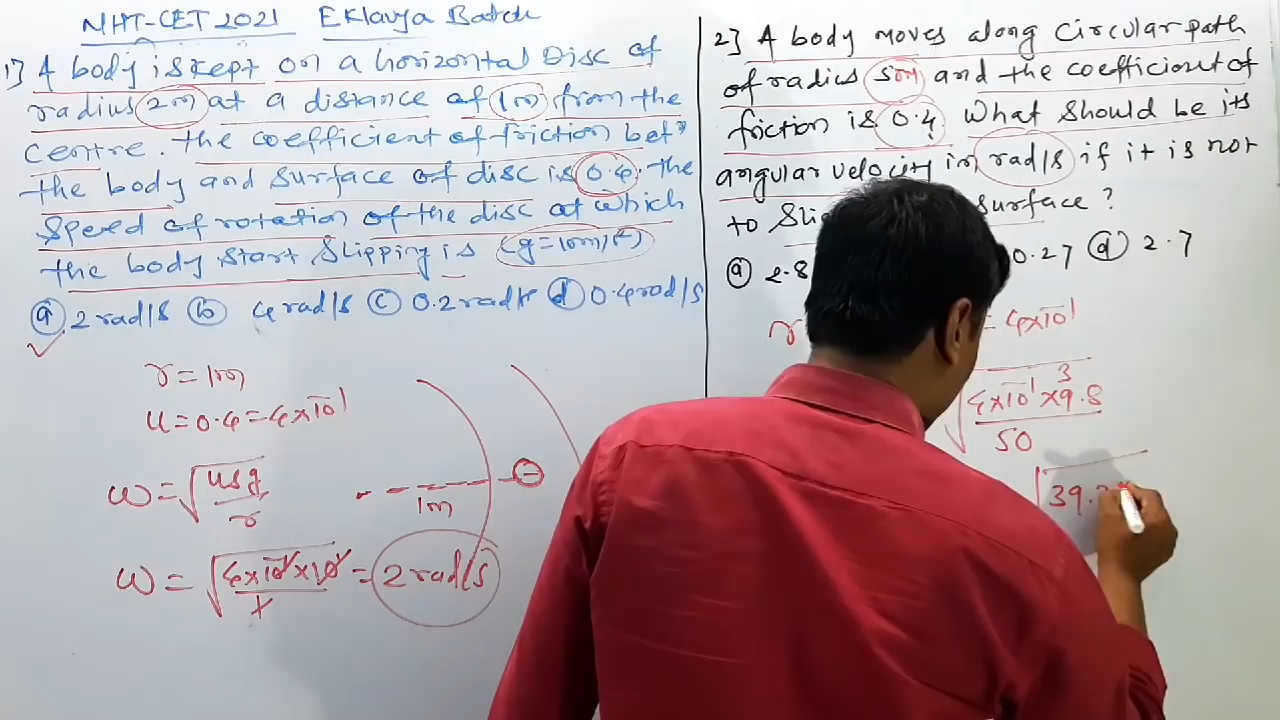 MHT-CET 2021 Eklavya Batch
1) A body is kept on a horizontal Disc of
radius 2m at a distance of 1m from the
centre. the coefficient of friction betn
the body and surface of disc is 0.4. the
speed of rotation of the disc at which
the body start slipping is (g=10m/s²)
(a) 2 rad/s (b) 4 rad/s (c) 0.2 rad/s (d) 0.4 rad/s
r = 1m
u = 0.4 = 4×10⁻¹
ω = √(usg/r)
1m
ω = √(4×10⁻¹×10/1) = 2 rad/s
2] A body moves along Circular path
of radius 50m and the coefficient of
friction is 0.4 What should be its
angular velocity in rad/s if it is not
to surface?
(a) 2.8 0.27 (d) 2.7
r = 4×10⁻¹
√(4×10⁻¹×9.8/50)
3
√39.